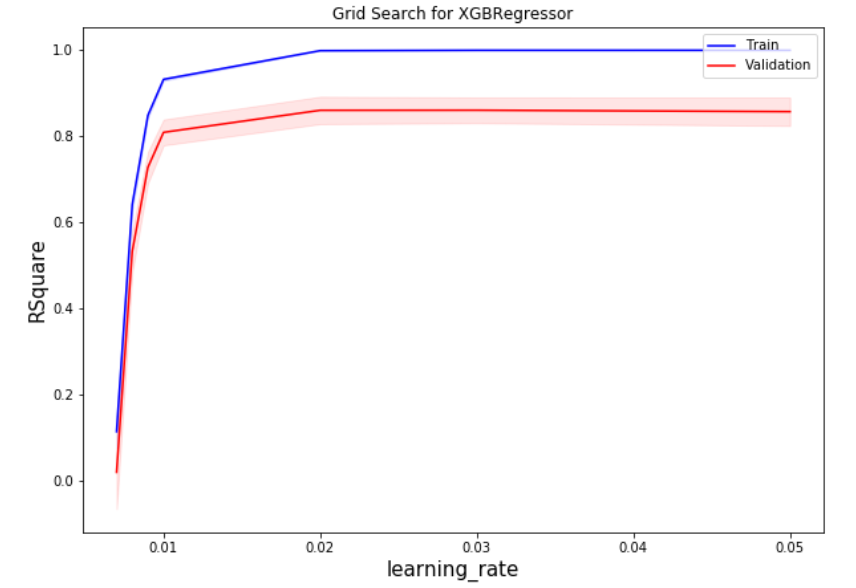 Grid Search for XGBRegressor
Train
Validation
RSquare
1.0
0.8
0.6
0.4
0.2
0.0
0.01 0.02 0.03 0.04 0.05
learning_rate